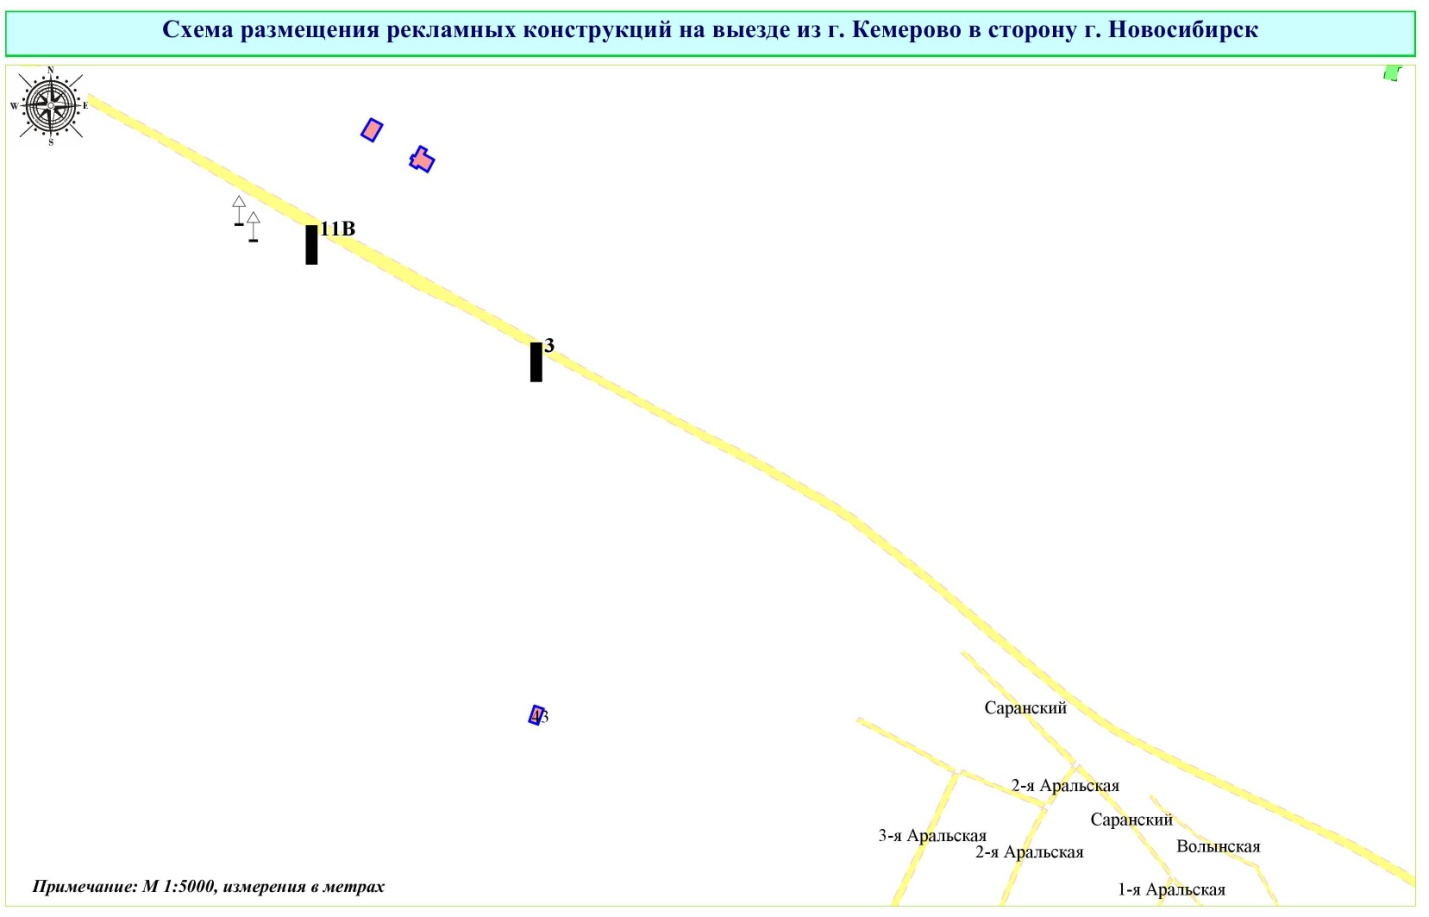 Схема размещения рекламных конструкций на выезде из г. Кемерово в сторону г. Новосибирск
N
W E
S
11В
3
43
Саранский
2-я Аральская
Саранский
3-я Аральская
2-я Аральская
Волынская
1-я Аральская
Примечание: М 1:5000, измерения в метрах